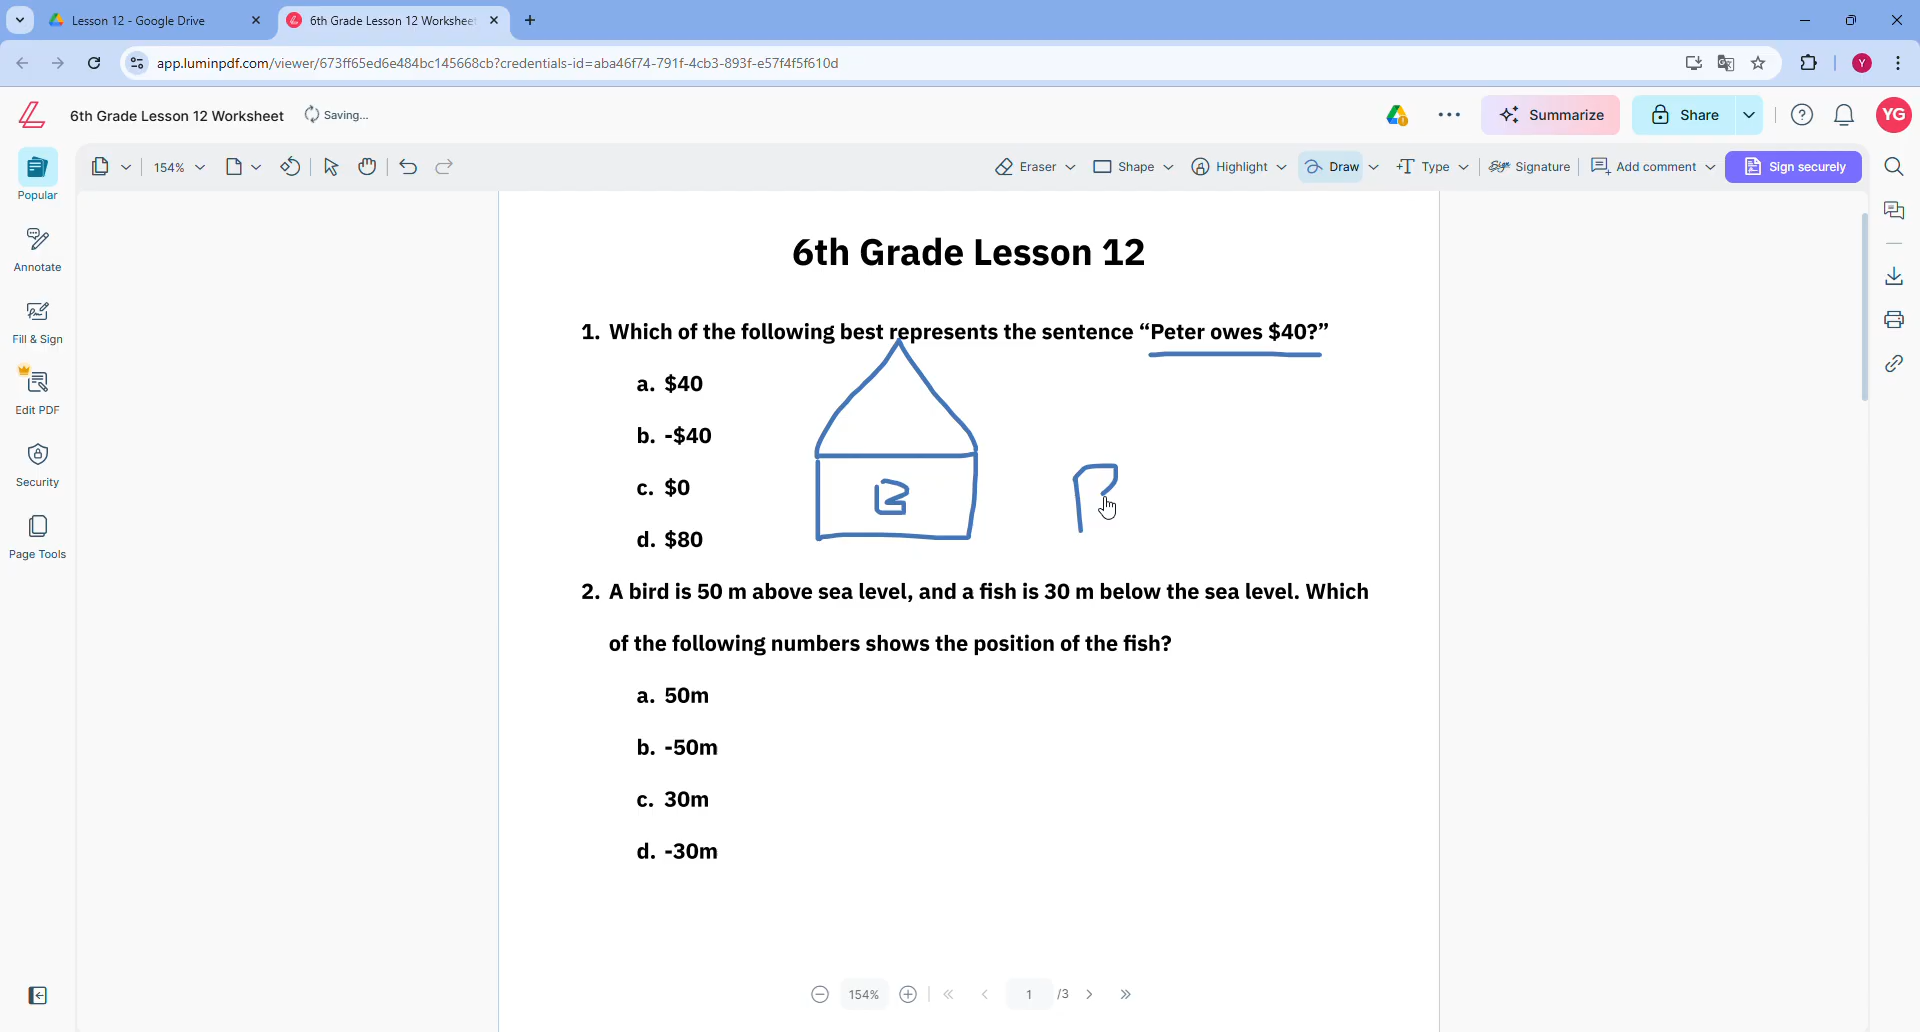 Lesson 12 - Google Drive
6th Grade Lesson 12 Workshee
app.luminpdf.com/viewer/673ff65ed6e484bc145668cb?credentials-id=aba46f74-791f-4cb3-893f-e57f4f5f610d
Y
6th Grade Lesson 12 Worksheet
Saving...
Summarize
Share
YG
154%
Eraser
Shape
Highlight
Draw
Type
Signature
Add comment
Sign securely
Popular
Annotate
Fill & Sign
Edit PDF
Security
Page Tools
6th Grade Lesson 12
1. Which of the following best represents the sentence “Peter owes $40?”
a. $40
b. -$40
c. $0
d. $80
B
P
2. A bird is 50 m above sea level, and a fish is 30 m below the sea level. Which
of the following numbers shows the position of the fish?
a. 50m
b. -50m
c. 30m
d. -30m
154%
1 /3